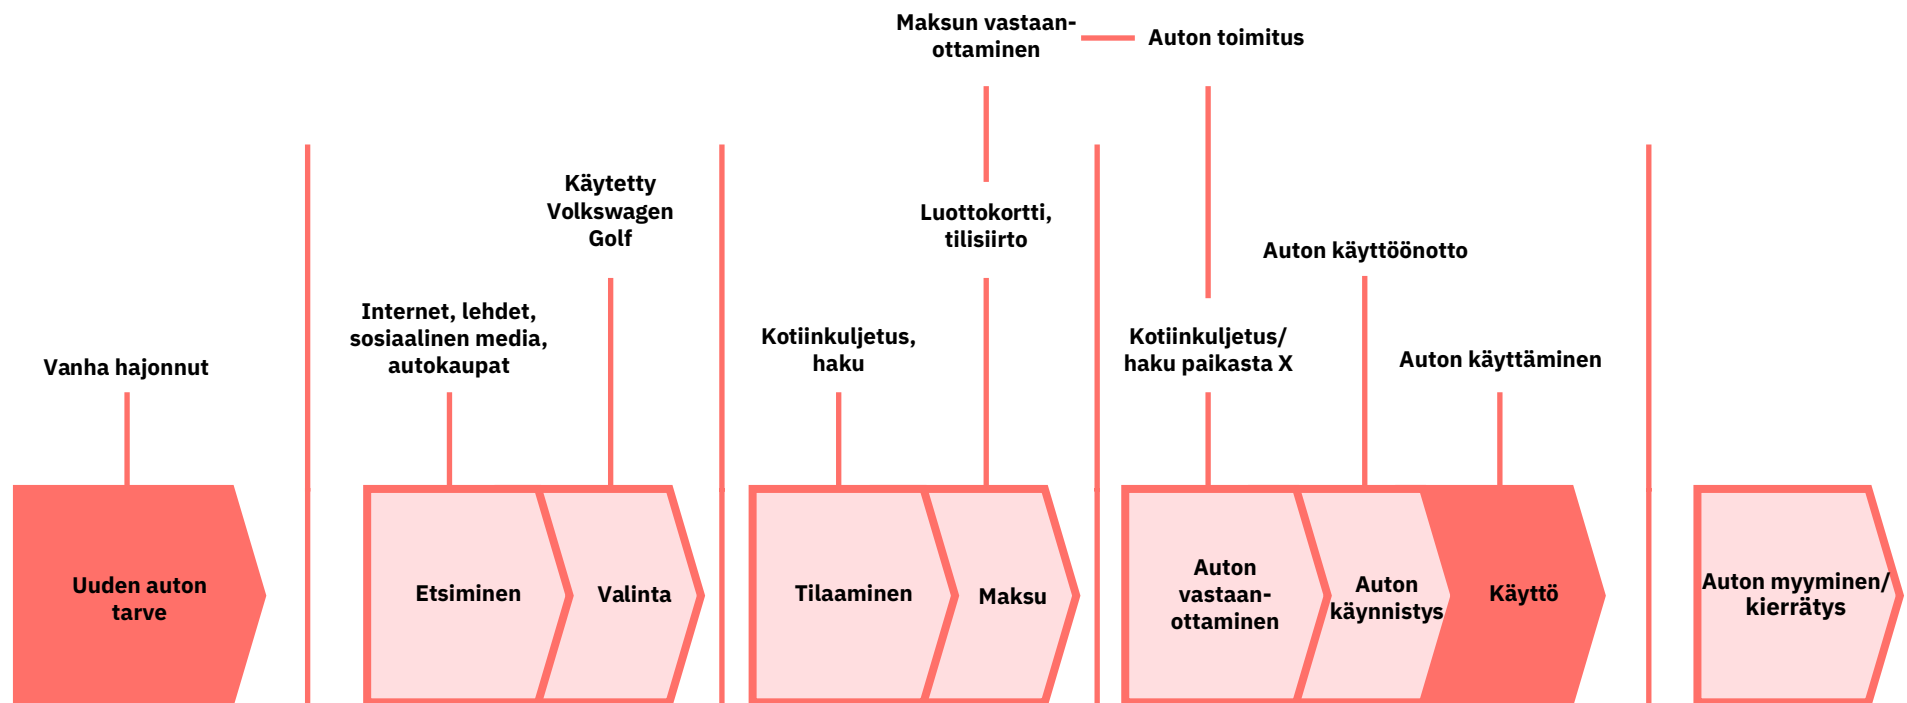 Maksun vastaan-
ottaminen
Auton toimitus
Käytetty
Volkswagen
Golf
Luottokortti,
tilisiirto
Auton käyttöönotto
Internet, lehdet,
sosiaalinen media,
autokaupat
Kotiinkuljetus,
haku
Kotiinkuljetus/
haku paikasta X
Vanha hajonnut
Auton käyttäminen
Uuden auton
tarve
Etsiminen
Valinta
Tilaaminen
Maksu
Auton
vastaan-
ottaminen
Auton
käynnistys
Käyttö
Auton myyminen/
kierrätys